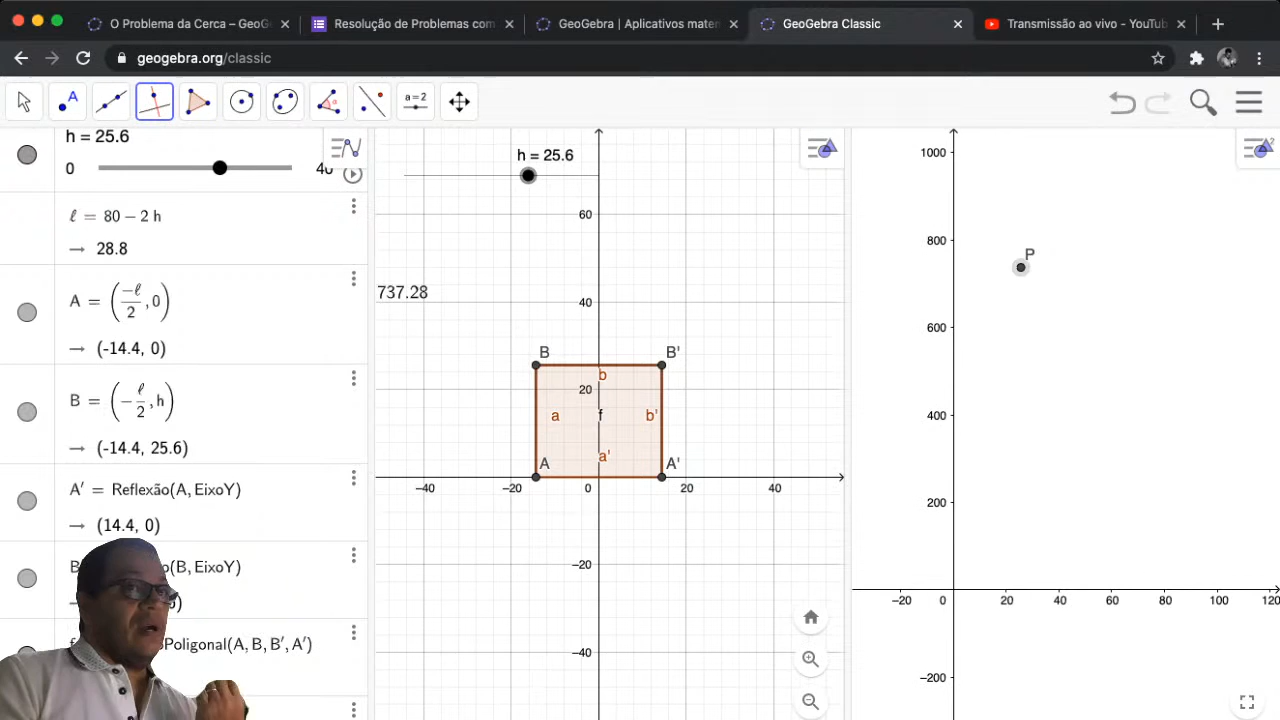 O Problema da Cerca – GeoG
Resolução de Problemas com
GeoGebra | Aplicativos mater
GeoGebra Classic
Transmissão ao vivo - YouTub
geogebra.org/classic
A
a=2
h = 25.6
0
40
ℓ = 80 − 2 h
→ 28.8
A = (−ℓ/2, 0)
→ (-14.4, 0)
B = (−ℓ/2, h)
→ (-14.4, 25.6)
A′ = Reflexão(A, EixoY)
→ (14.4, 0)
(B, EixoY)
Poligonal(A, B, B′, A′)
h = 25.6
60
737.28
40
B
B'
b
20
a
f
b'
a'
A
A'
−40
−20
0
20
40
−20
−40
1000
800
P
600
400
200
−20
0
20
40
60
80
100
120
−200
2